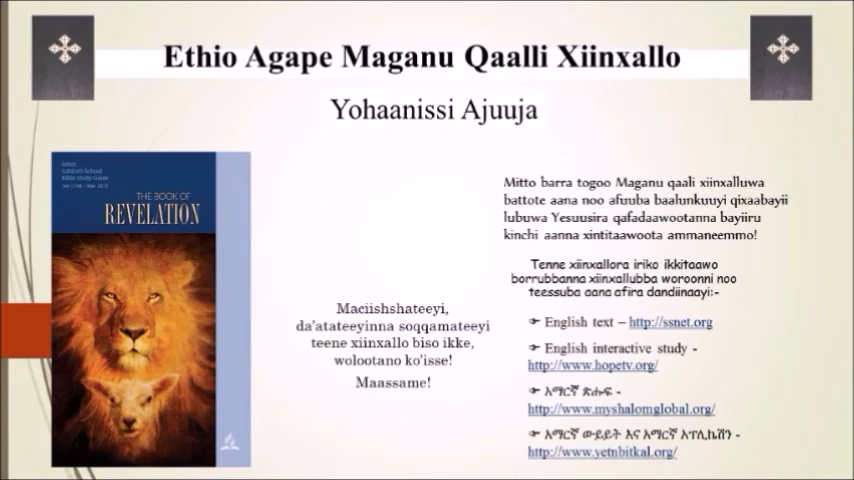 Ethio Agape Maganu Qaalli Xiinxallo
Yohaanissi Ajuuja
Adult
Sabbath School
Bible Study Guide
Jan | Feb | Mar 2019
THE BOOK OF
REVELATION
Maciishshateeyi,
da'atateeyinna soqqamateeyi
teene xiinxallo biso ikke,
wolootano ko'isse!
Maassame!
Mitto barra togoo Maganu qaali xiinxalluwa
battote aana noo afuuba baalunkuuyi qixaabayii
lubuwa Yesuusira qafadaawootanna bayiiru
kinchi aanna xintitaawoota ammaneemmo!
Tenne xiinxallora iriko ikkitaawo
borrubbanna xiinxallubba woroonni noo
teessuba aana afira dandiinaayi:-
☞ English text – http://ssnet.org
☞ English interactive study -
http://www.hopetv.org/
☞ አማርኛ ጽሑፍ -
http://www.myshalomglobal.org/
☞ አማርኛ ውይይት እና አማርኛ አፕሊኬሽን -
http://www.yetnbitkal.org/